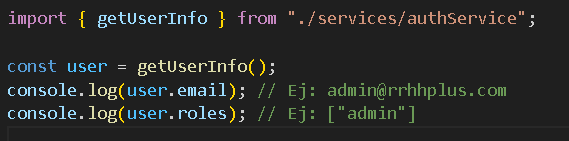 import { getUserInfo } from "./services/authService";
const user = getUserInfo();
console.log(user.email); // Ej: admin@rrhhplus.com
console.log(user.roles); // Ej: ["admin"]